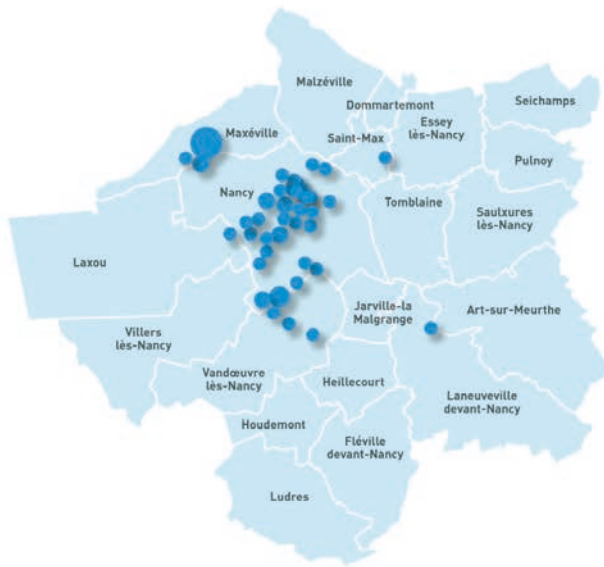 Malzéville
Dommartemont
Seichamps
Maxéville
Saint-Max
Essey
lès-Nancy
Pulnoy
Nancy
Tomblaine
Saulxures
lès-Nancy
Laxou
Jarville-la
Malgrange
Art-sur-Meurthe
Villers
lès-Nancy
Vandœuvre
lès-Nancy
Heillecourt
Laneuveville
devant-Nancy
Houdemont
Fléville
devant-Nancy
Ludres